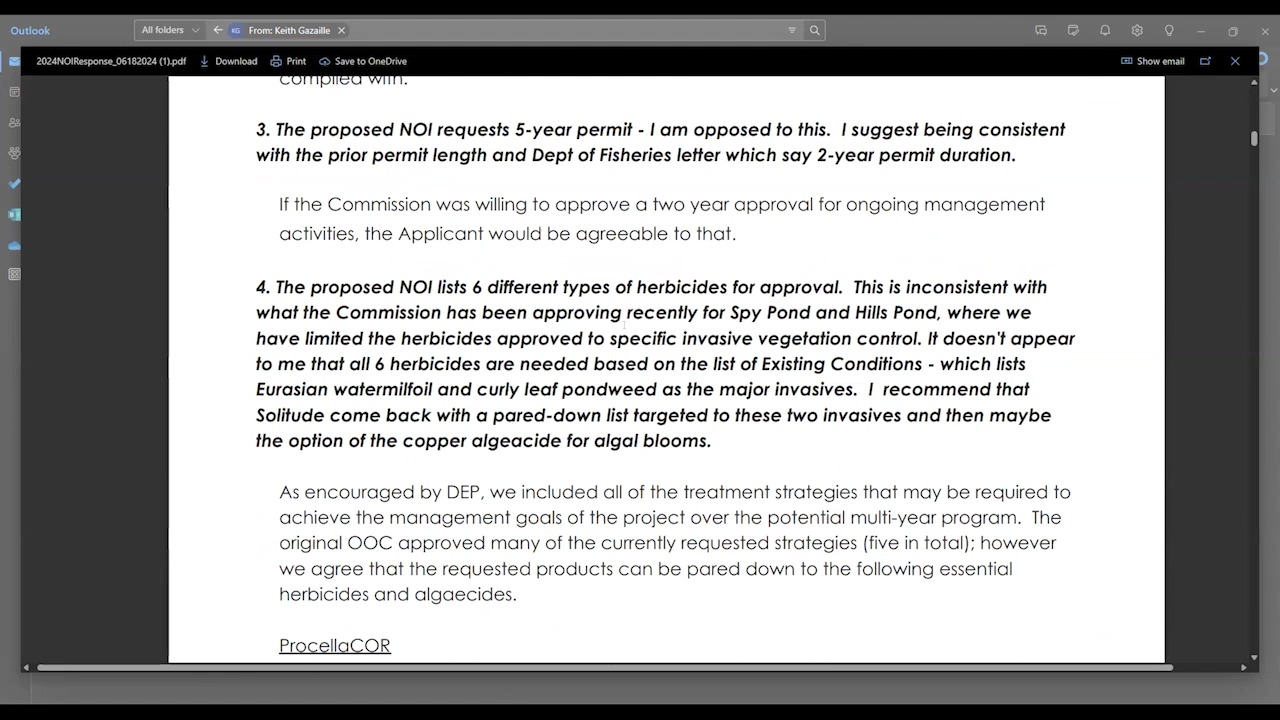 Outlook
All folders
KG From: Keith Gazaille
2024NOIResponse_06182024 (1).pdf Download Print Save to OneDrive Show email
complied with.
3. The proposed NOI requests 5-year permit - I am opposed to this. I suggest being consistent
with the prior permit length and Dept of Fisheries letter which say 2-year permit duration.
If the Commission was willing to approve a two year approval for ongoing management
activities, the Applicant would be agreeable to that.
4. The proposed NOI lists 6 different types of herbicides for approval. This is inconsistent with
what the Commission has been approving recently for Spy Pond and Hills Pond, where we
have limited the herbicides approved to specific invasive vegetation control. It doesn't appear
to me that all 6 herbicides are needed based on the list of Existing Conditions - which lists
Eurasian watermilfoil and curly leaf pondweed as the major invasives. I recommend that
Solitude come back with a pared-down list targeted to these two invasives and then maybe
the option of the copper algeacide for algal blooms.
As encouraged by DEP, we included all of the treatment strategies that may be required to
achieve the management goals of the project over the potential multi-year program. The
original OOC approved many of the currently requested strategies (five in total); however
we agree that the requested products can be pared down to the following essential
herbicides and algaecides.
ProcellaCOR